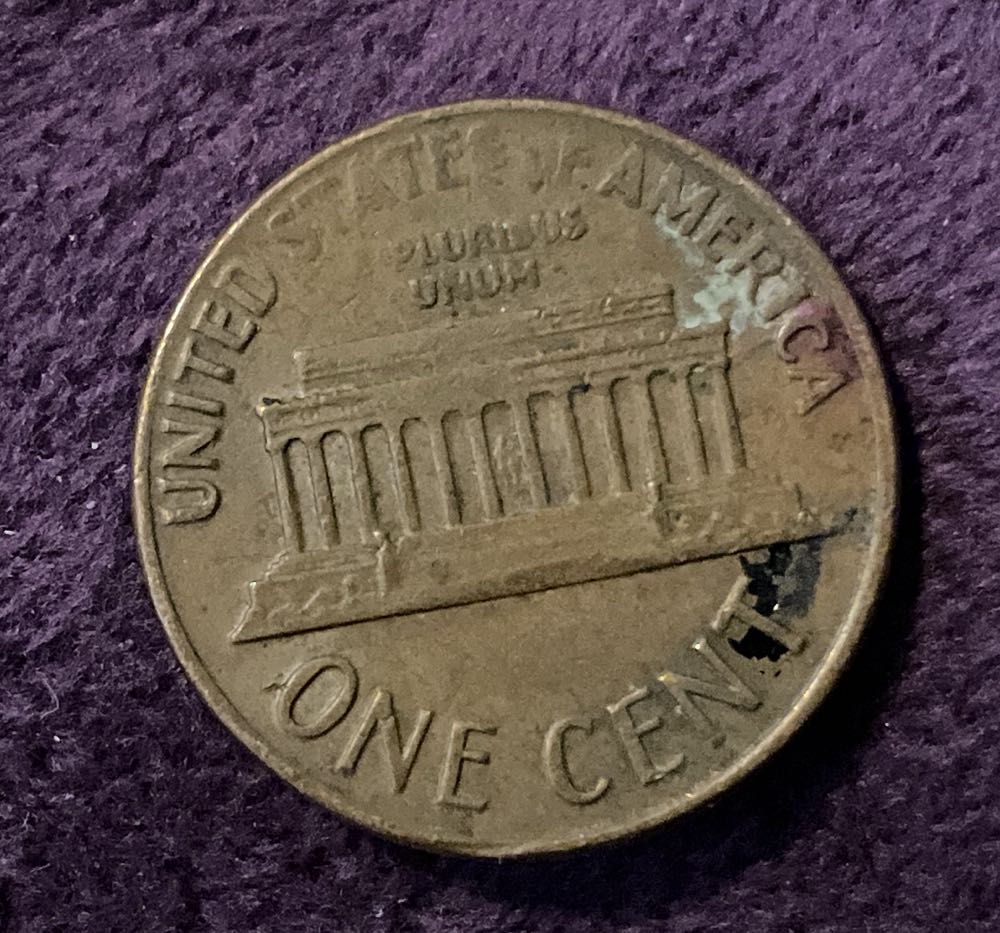 UNITED STATES OF AMERICA
PLURIBUS
UNUM
ONE CENT